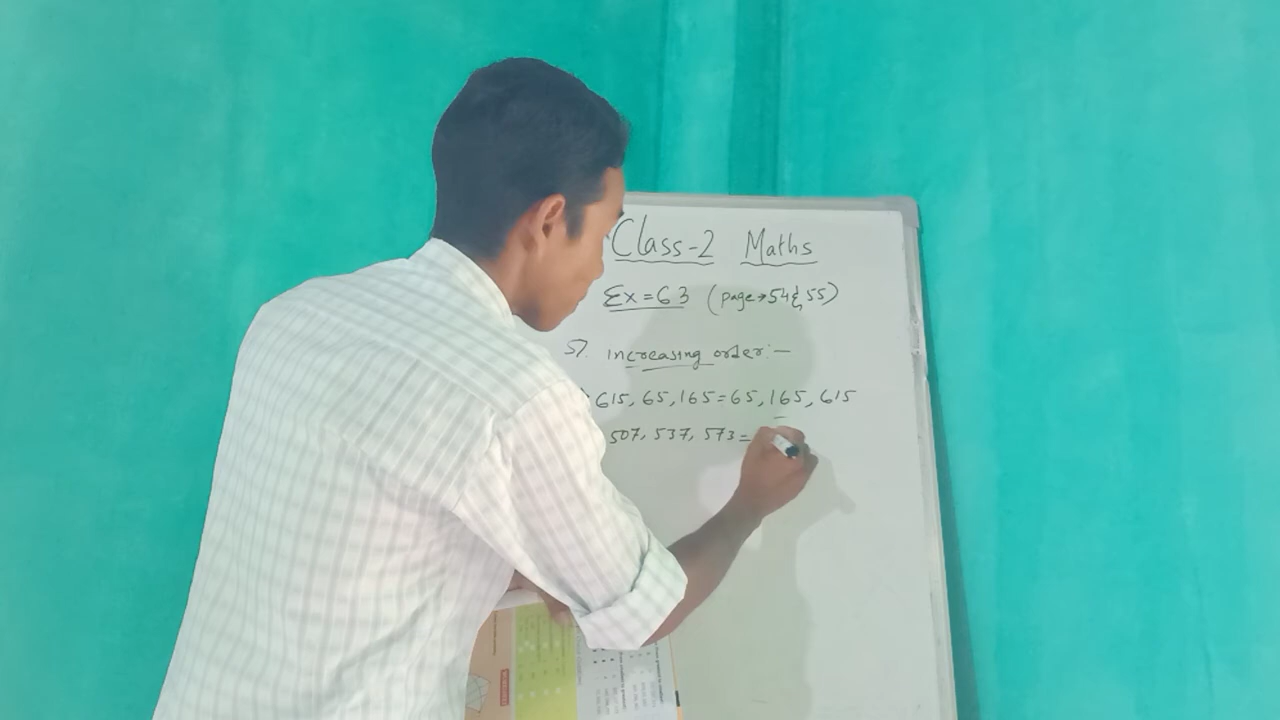 Class-2 Maths
Ex=63 (page→54 & 55)
5). increasing order:—
615, 65, 165=65, 165, 615
507, 537, 573=